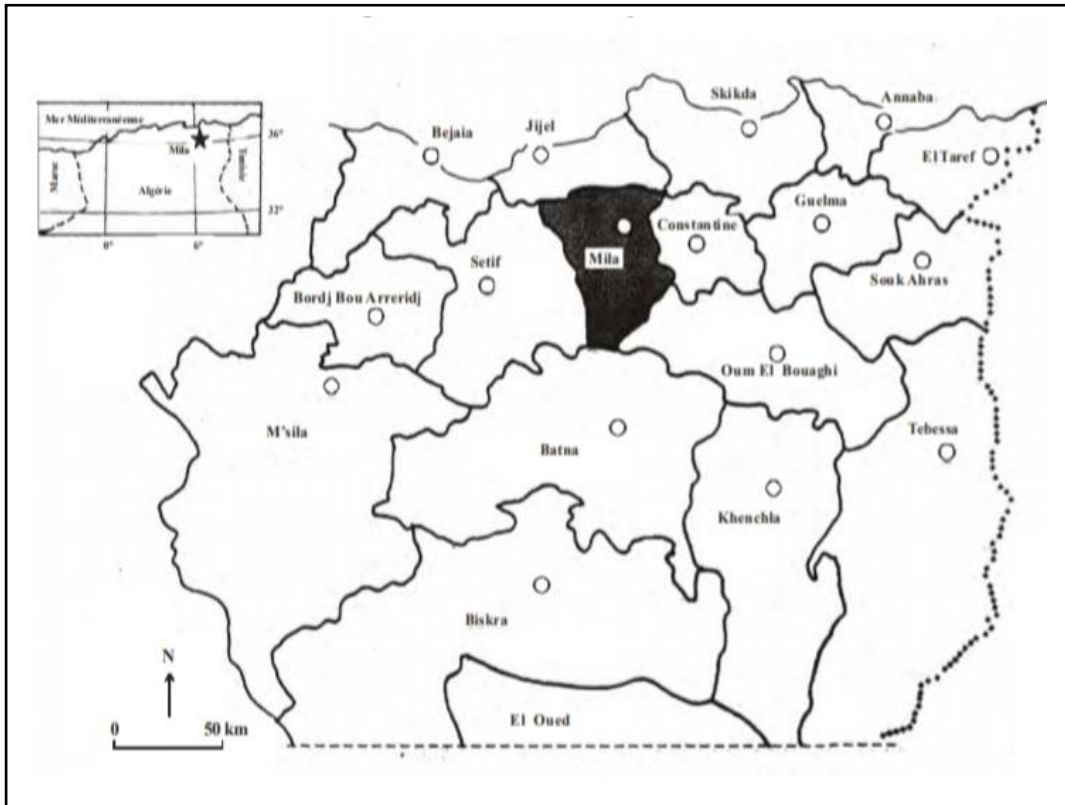 Skikda
Annaba
Mer Méditerranéenne
36°
Mila
Maroc
Tunisie
Algérie
32°
0°
6°
Bejaia
Jijel
El Taref
Guelma
Constantine
Mila
Setif
Souk Ahras
Bordj Bou Arreridj
Oum El Bouaghi
M'sila
Batna
Tebessa
Khenchla
Biskra
N
El Oued
0
50 km